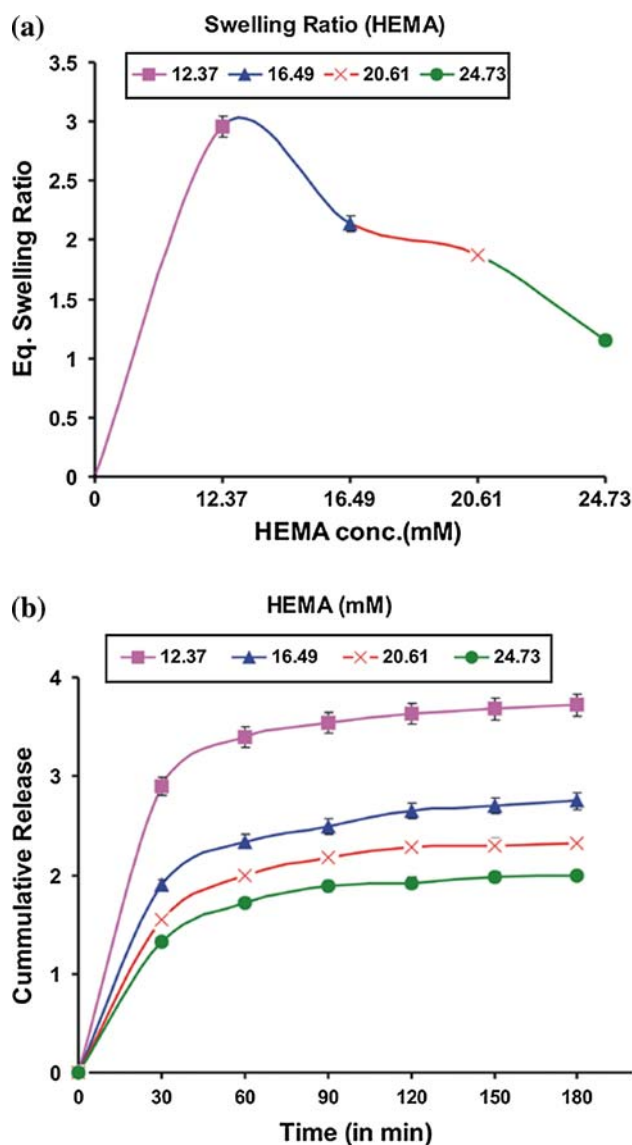 (a)
Swelling Ratio (HEMA)
12.37 16.49 20.61 24.73
Eq. Swelling Ratio
3.5
3
2.5
2
1.5
1
0.5
0
0 12.37 16.49 20.61 24.73
HEMA conc.(mM)
(b)
HEMA (mM)
12.37 16.49 20.61 24.73
Cummulative Release
4
3
2
1
0
0 30 60 90 120 150 180
Time (in min)